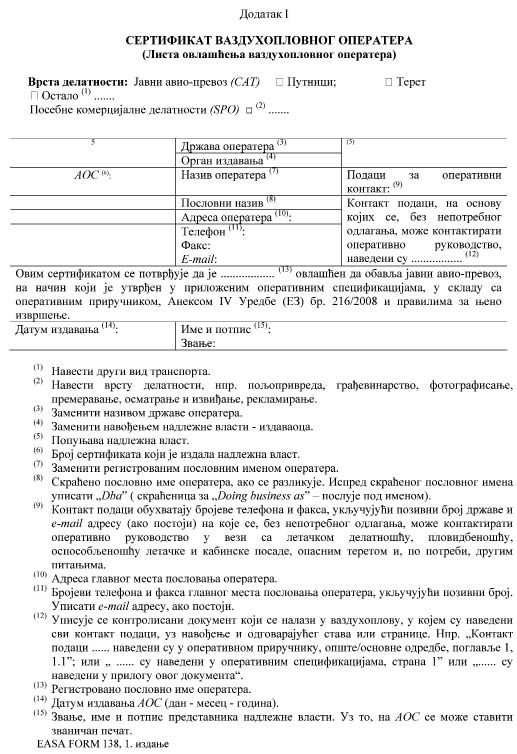 Додатак I
СЕРТИФИКАТ ВАЗДУХОПЛОВНОГ ОПЕРАТЕРА
(Листа овлашћења ваздухопловног оператера)
Врста делатности: Јавни авио-превоз (CAT) □ Путници; □ Терет
□ Остало (1) .......
Посебне комерцијалне делатности (SPO) □ (2) .......
5 Држава оператера (3) (5)
Орган издавања (4)
AOC (6): Назив оператера (7) Подаци за оперативни
контакт: (9)
Пословни назив (8) Контакт подаци, на основу
Адреса оператера (10): којих се, без непотребног
Телефон (11): одлагања, може контактирати
Факс: оперативно руководство,
E-mail: наведени су ................. (12)
Овим сертификатом се потврђује да је .................. (13) овлашћен да обавља јавни авио-превоз,
на начин који је утврђен у приложеним оперативним спецификацијама, у складу са
оперативним приручником, Анексом IV Уредбе (ЕЗ) бр. 216/2008 и правилима за њено
извршење.
Датум издавања (14): Име и потпис (15):
Звање:
(1) Навести други вид транспорта.
(2) Навести врсту делатности, нпр. пољопривреда, грађевинарство, фотографисање,
премеравање, осматрање и извиђање, рекламирање.
(3) Заменити називом државе оператера.
(4) Заменити навођењем надлежне власти - издаваоца.
(5) Попуњава надлежна власт.
(6) Број сертификата који је издала надлежна власт.
(7) Заменити регистрованим пословним именом оператера.
(8) Скраћено пословно име оператера, ако се разликује. Испред скраћеног пословног имена
уписати „Dba” ( скраћеница за „Doing business as” – послује под именом).
(9) Контакт подаци обухватају бројеве телефона и факса, укључујући позивни број државе и
e-mail адресу (ако постоји) на које се, без непотребног одлагања, може контактирати
оперативно руководство у вези са летачком делатношћу, пловидбеношћу,
оспособљеношћу летачке и кабинске посаде, опасним теретом и, по потреби, другим
питањима.
(10) Адреса главног места пословања оператера.
(11) Бројеви телефона и факса главног места пословања оператера, укључујући позивни број.
Уписати e-mail адресу, ако постоји.
(12) Уписује се контролисани документ који се налази у ваздухоплову, у којем су наведени
сви контакт подаци, уз навођење и одговарајућег става или странице. Нпр. „Контакт
подаци ...... наведени су у оперативном приручнику, опште/основне одредбе, поглавље 1,
1.1”; или „ ...... су наведени у оперативним спецификацијама, страна 1” или „...... су
наведени у прилогу овог документа“.
(13) Регистровано пословно име оператера.
(14) Датум издавања AOC (дан - месец - година).
(15) Звање, име и потпис представника надлежне власти. Уз то, на AOC се може ставити
званичан печат.
EASA FORM 138, 1. издање